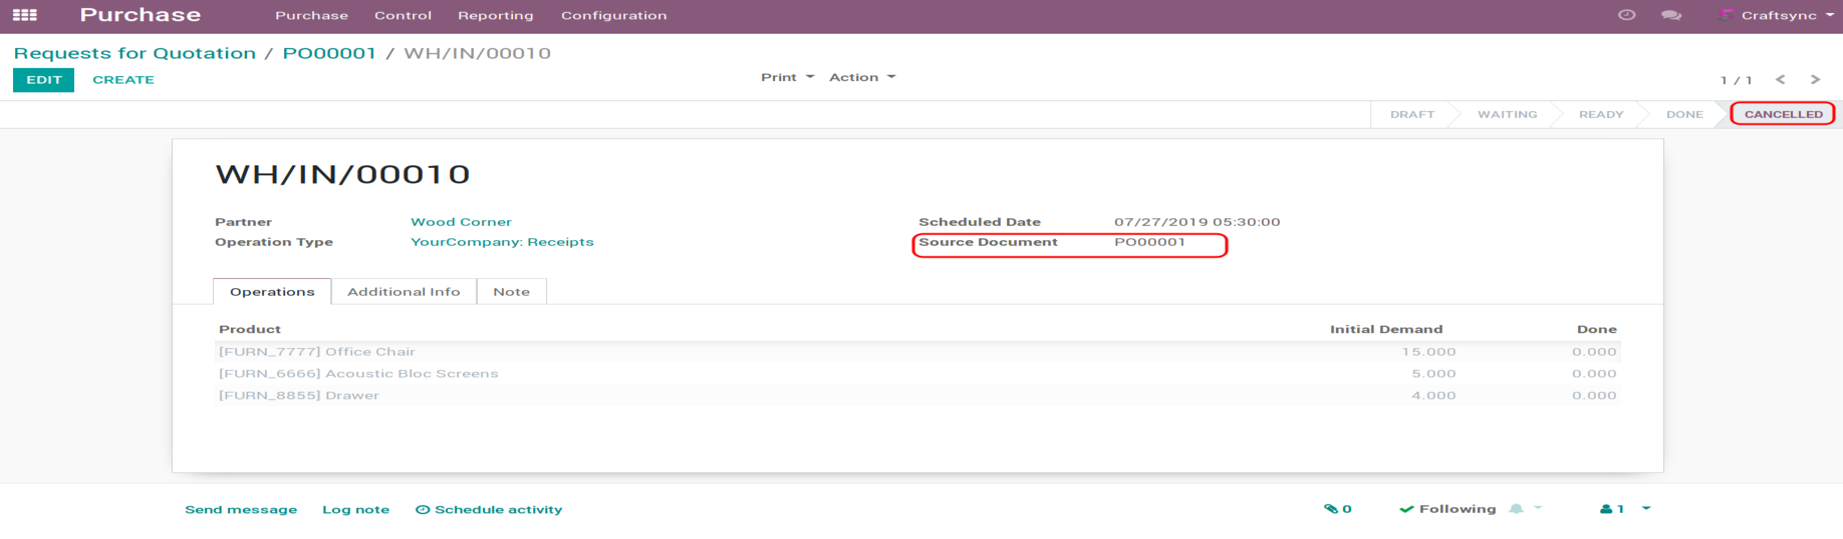 Purchase Purchase Control Reporting Configuration Craftsync
Requests for Quotation / PO00001 / WH/IN/00010
EDIT CREATE Print Action 1 / 1
DRAFT WAITING READY DONE CANCELLED
WH/IN/00010
Partner Wood Corner Scheduled Date 07/27/2019 05:30:00
Operation Type YourCompany: Receipts Source Document PO00001
Operations Additional Info Note
Product Initial Demand Done
[FURN_7777] Office Chair 15.000 0.000
[FURN_6666] Acoustic Bloc Screens 5.000 0.000
[FURN_8855] Drawer 4.000 0.000
Send message Log note Schedule activity 0 Following 1